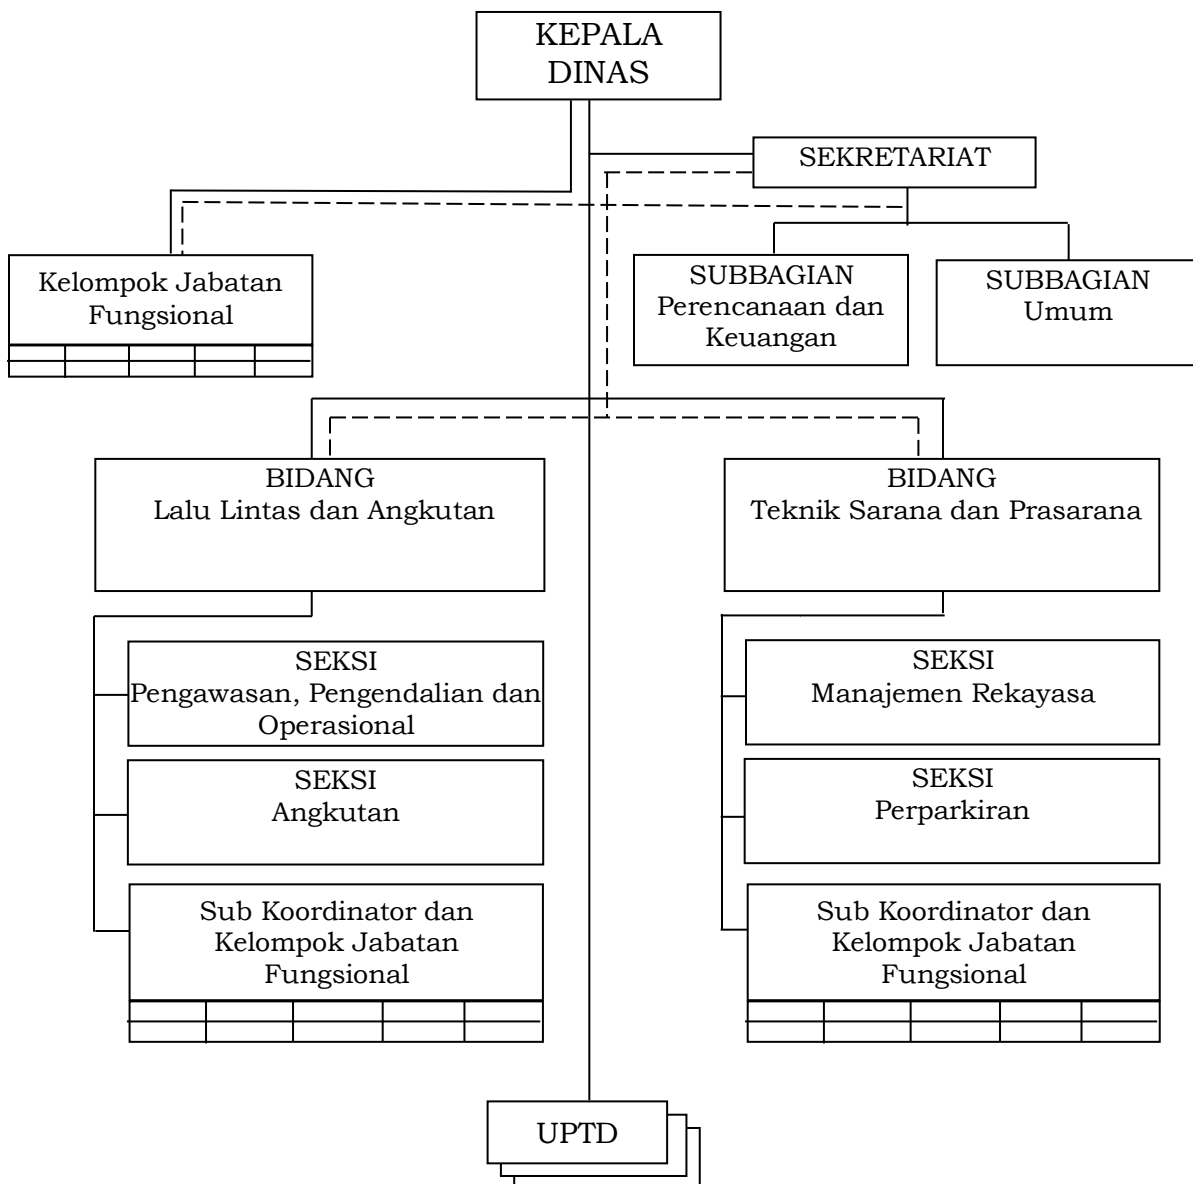 KEPALA
DINAS
SEKRETARIAT
Kelompok Jabatan
Fungsional
SUBBAGIAN
Perencanaan dan
Keuangan
SUBBAGIAN
Umum
BIDANG
Lalu Lintas dan Angkutan
BIDANG
Teknik Sarana dan Prasarana
SEKSI
Pengawasan, Pengendalian dan
Operasional
SEKSI
Angkutan
Sub Koordinator dan
Kelompok Jabatan
Fungsional
SEKSI
Manajemen Rekayasa
SEKSI
Perparkiran
Sub Koordinator dan
Kelompok Jabatan
Fungsional
UPTD